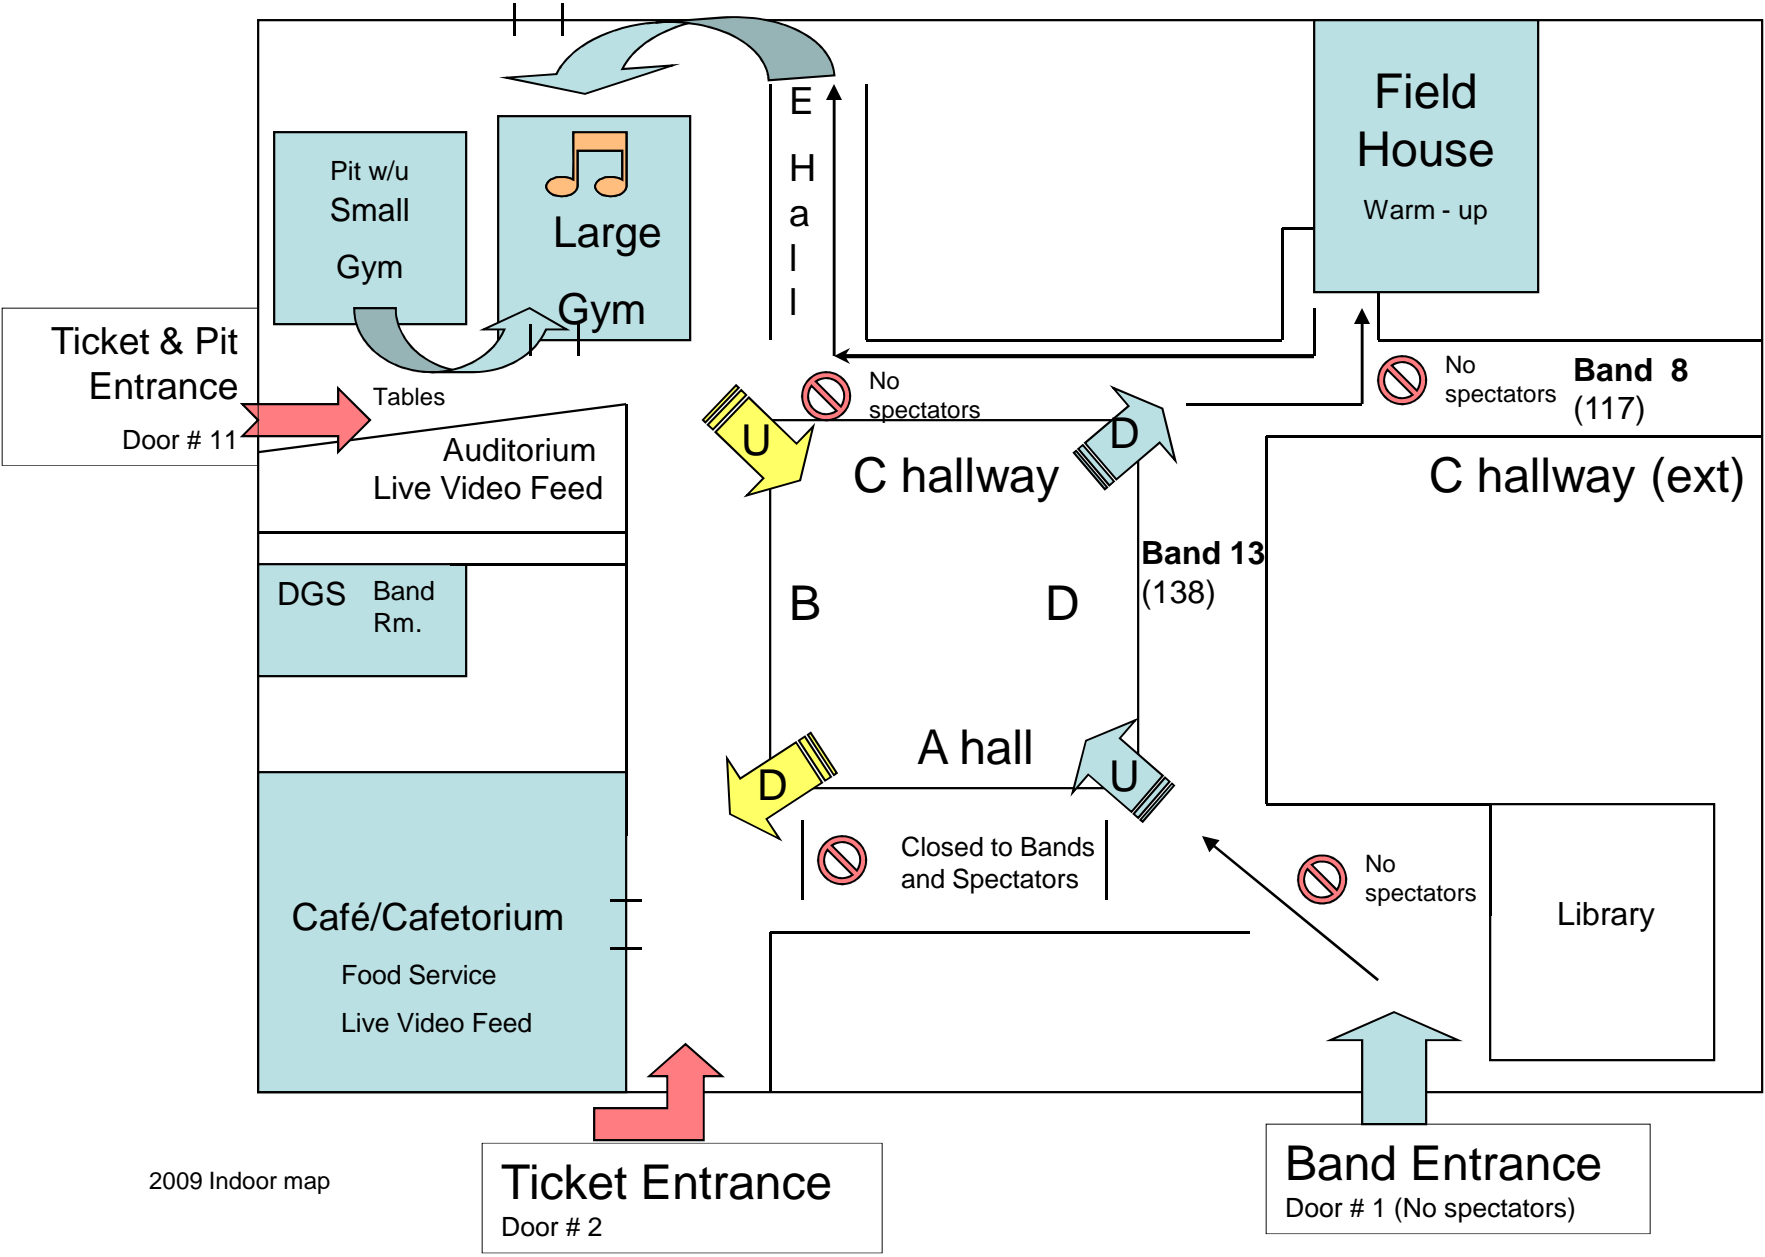 E
H
a
l
l
Field
House
Warm - up
Pit w/u
Small
Gym
Large
Gym
Ticket & Pit
Entrance
Door # 11
Tables
No
spectators
No
spectators
Band  8
(117)
U
D
Auditorium
Live Video Feed
C hallway
C hallway (ext)
Band 13
(138)
DGS
Band
Rm.
B
D
A hall
D
U
Closed to Bands
and Spectators
No
spectators
Library
Café/Cafetorium
Food Service
Live Video Feed
2009 Indoor map
Ticket Entrance
Door # 2
Band Entrance
Door # 1 (No spectators)